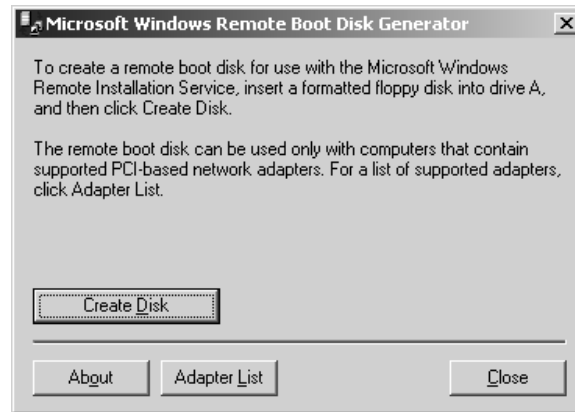 Microsoft Windows Remote Boot Disk Generator
To create a remote boot disk for use with the Microsoft Windows
Remote Installation Service, insert a formatted floppy disk into drive A,
and then click Create Disk.
The remote boot disk can be used only with computers that contain
supported PCI-based network adapters. For a list of supported adapters,
click Adapter List.
Create Disk
About Adapter List Close